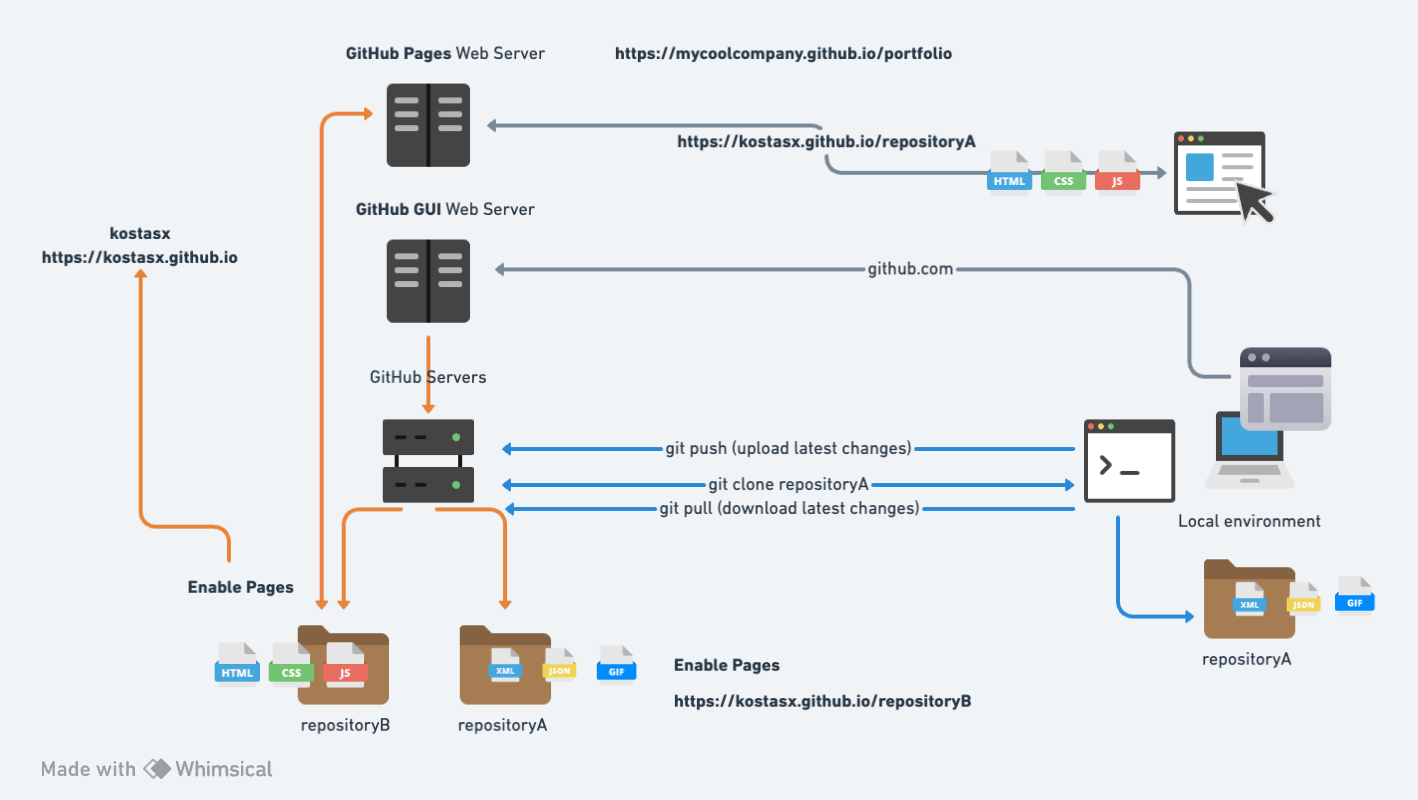 GitHub Pages Web Server
https://mycoolcompany.github.io/portfolio
https://kostasx.github.io/repositoryA
HTML
CSS
JS
GitHub GUI Web Server
kostasx
https://kostasx.github.io
github.com
GitHub Servers
git push (upload latest changes)
git clone repositoryA
git pull (download latest changes)
Local environment
Enable Pages
XML
JSON
GIF
repositoryA
HTML
CSS
JS
repositoryB
XML
JSON
GIF
repositoryA
Enable Pages
https://kostasx.github.io/repositoryB
Made with Whimsical